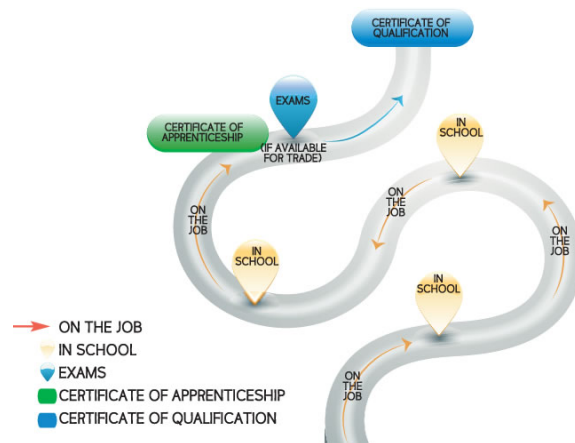 CERTIFICATE OF
QUALIFICATION
EXAMS
CERTIFICATE OF
APPRENTICESHIP
(IF AVAILABLE
FOR TRADE)
IN
SCHOOL
ON
THE
JOB
ON
THE
JOB
ON
THE
JOB
IN
SCHOOL
IN
SCHOOL
ON
THE
JOB
ON THE JOB
IN SCHOOL
EXAMS
CERTIFICATE OF APPRENTICESHIP
CERTIFICATE OF QUALIFICATION